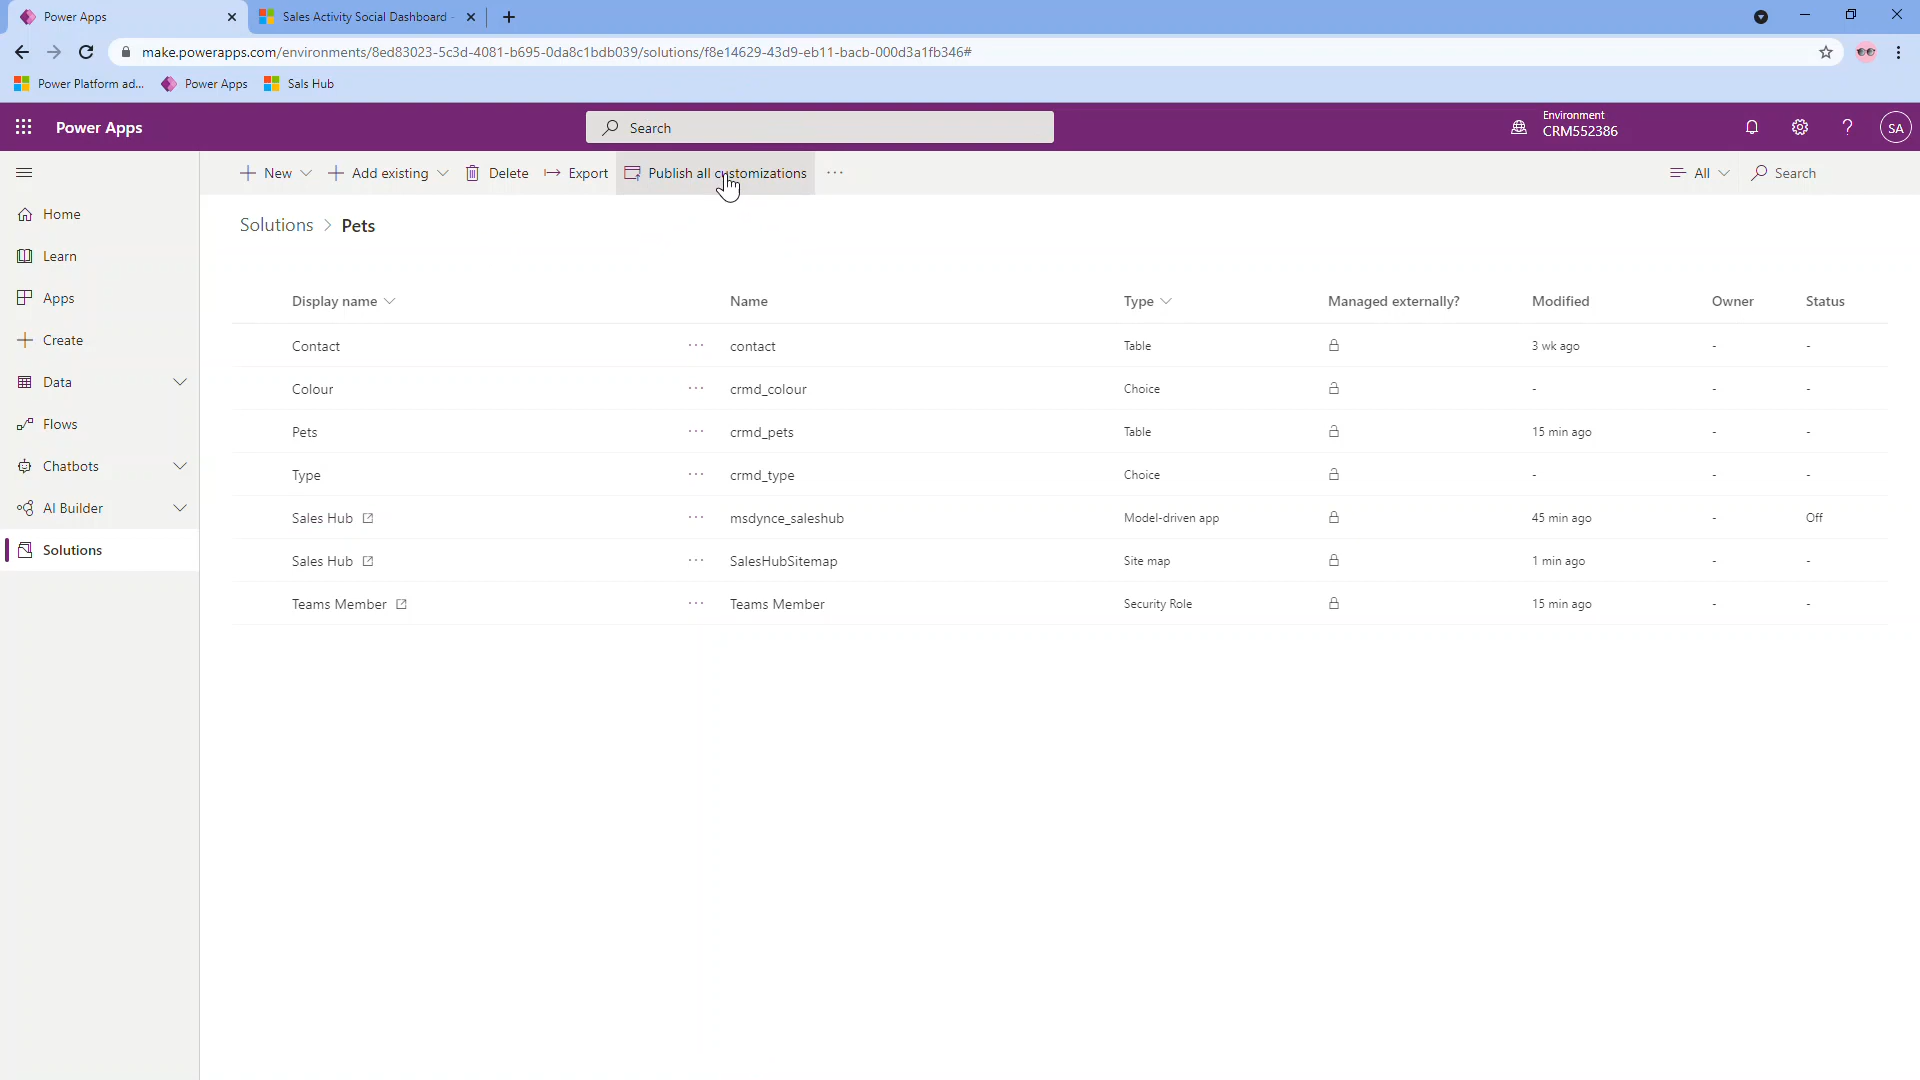 Power Apps
Sales Activity Social Dashboard -
make.powerapps.com/environments/8ed83023-5c3d-4081-b695-0da8c1bdb039/solutions/f8e14629-43d9-eb11-bacb-000d3a1fb346#
Power Platform ad... Power Apps Sals Hub
Power Apps
Search
Environment
CRM552386
SA
New Add existing Delete Export Publish all customizations ... All Search
Home
Learn
Apps
Create
Data
Flows
Chatbots
AI Builder
Solutions
Solutions > Pets
Display name Name Type Managed externally? Modified Owner Status
Contact ... contact Table 3 wk ago - -
Colour ... crmd_colour Choice - - -
Pets ... crmd_pets Table 15 min ago - -
Type ... crmd_type Choice - - -
Sales Hub ... msdynce_saleshub Model-driven app 45 min ago - Off
Sales Hub ... SalesHubSitemap Site map 1 min ago - -
Teams Member ... Teams Member Security Role 15 min ago - -